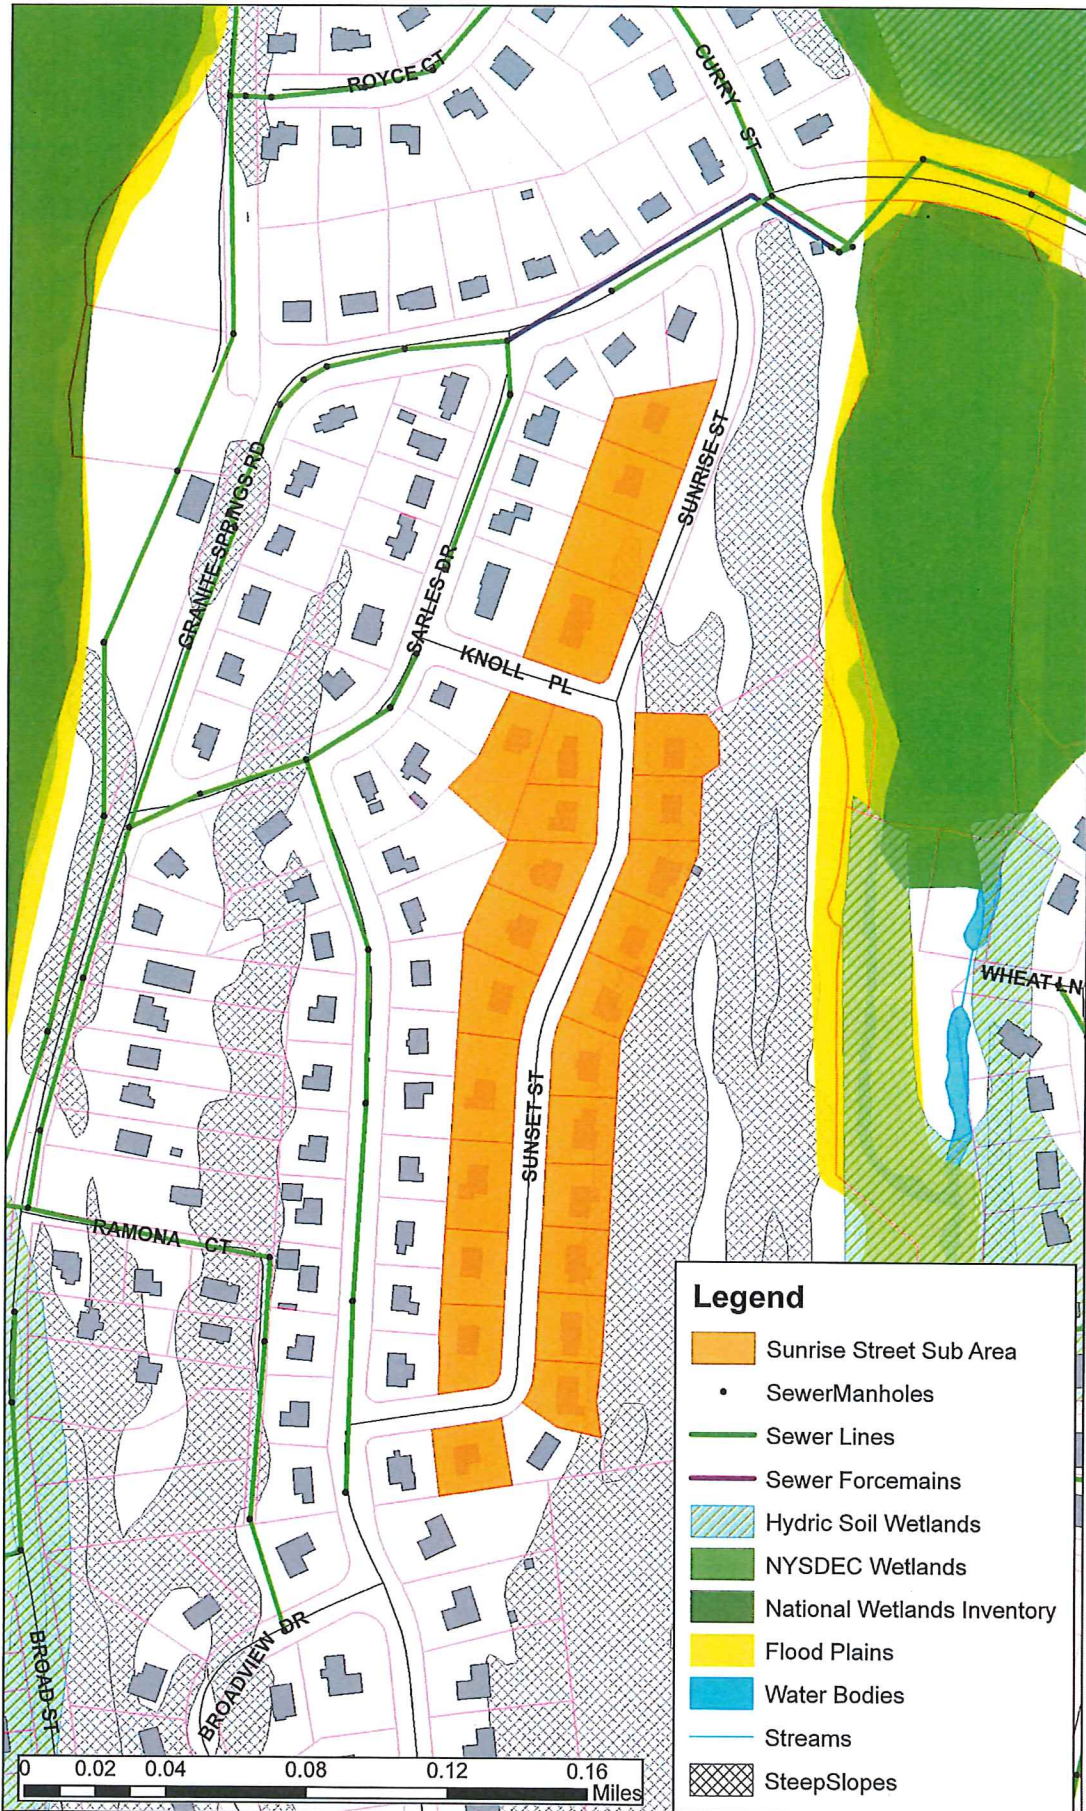 ROYCE CT
CURRY ST
GRANITE SPRINGS RD
SUNRISE ST
SARLES DR
KNOLL PL
WHEAT LN
SUNSET ST
RAMONA CT
BROAD ST
BROADVIEW DR
Legend
Sunrise Street Sub Area
SewerManholes
Sewer Lines
Sewer Forcemains
Hydric Soil Wetlands
NYSDEC Wetlands
National Wetlands Inventory
Flood Plains
Water Bodies
Streams
SteepSlopes
0 0.02 0.04 0.08 0.12 0.16
Miles